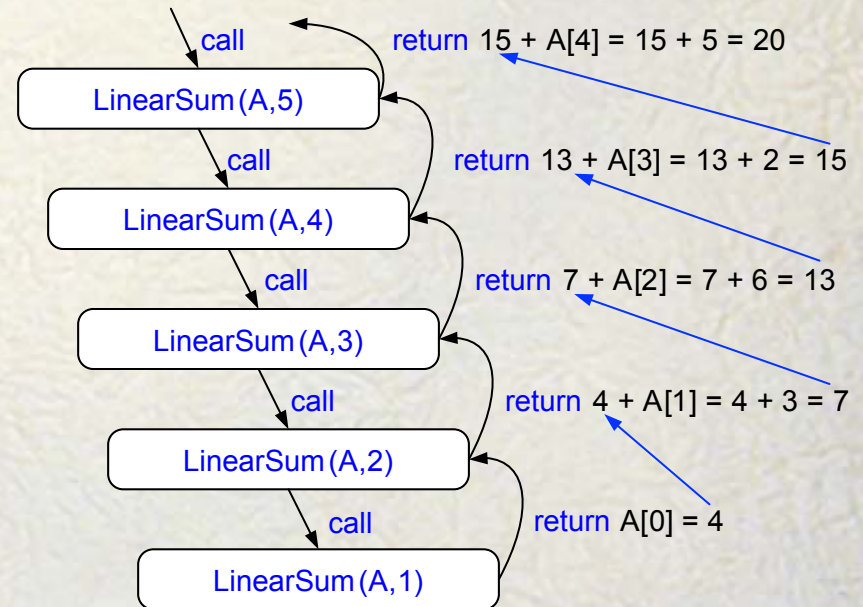 call
return 15 + A[4] = 15 + 5 = 20
LinearSum(A,5)
call
return 13 + A[3] = 13 + 2 = 15
LinearSum(A,4)
call
return 7 + A[2] = 7 + 6 = 13
LinearSum(A,3)
call
return 4 + A[1] = 4 + 3 = 7
LinearSum(A,2)
call
return A[0] = 4
LinearSum(A,1)